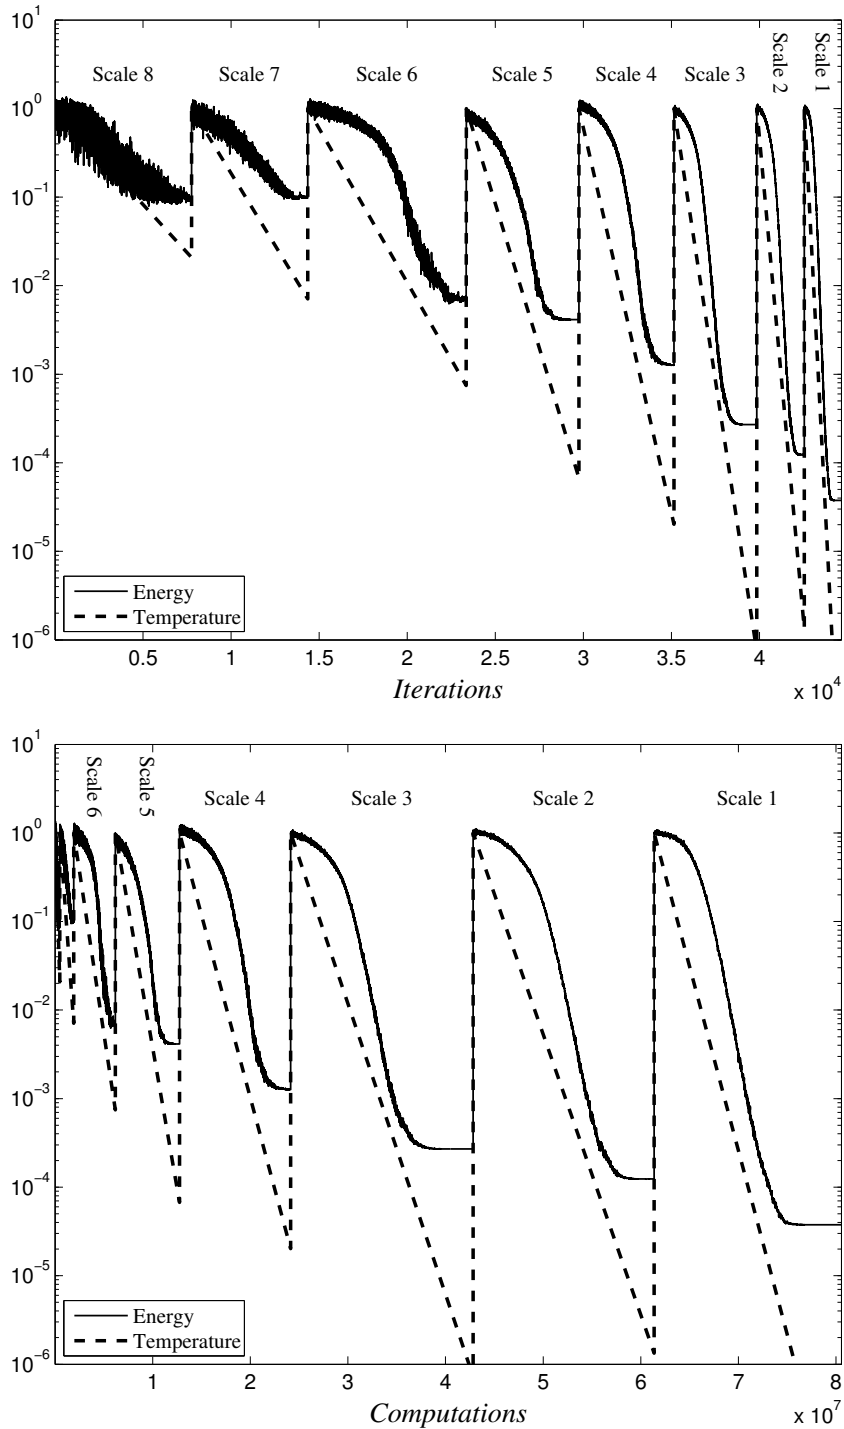 10^1
10^0
10^-1
10^-2
10^-3
10^-4
10^-5
10^-6
Scale 8
Scale 7
Scale 6
Scale 5
Scale 4
Scale 3
Scale 2
Scale 1
Energy
Temperature
0.5 1 1.5 2 2.5 3 3.5 4
x 10^4
Iterations
10^1
10^0
10^-1
10^-2
10^-3
10^-4
10^-5
10^-6
Scale 6
Scale 5
Scale 4
Scale 3
Scale 2
Scale 1
Energy
Temperature
1 2 3 4 5 6 7 8
x 10^7
Computations